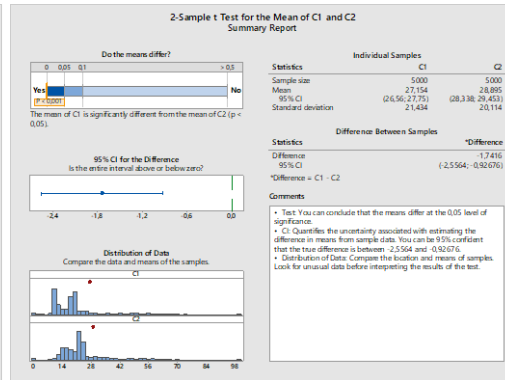 2-Sample t Test for the Mean of C1 and C2
Summary Report
Do the means differ?
0 0,05 0,1 > 0,5
Yes No
P < 0,001
The mean of C1 is significantly different from the mean of C2 (p <
0,05).
95% CI for the Difference
Is the entire interval above or below zero?
-2,4 -1,8 -1,2 -0,6 0,0
Distribution of Data
Compare the data and means of the samples.
C1
C2
0 14 28 42 56 70 84 98
Individual Samples
Statistics C1 C2
Sample size 5000 5000
Mean 27,154 28,895
95% CI (26,56; 27,75) (28,338; 29,453)
Standard deviation 21,434 20,114
Difference Between Samples
Statistics *Difference
Difference -1,7416
95% CI (-2,5564; -0,92676)
*Difference = C1 - C2
Comments
• Test: You can conclude that the means differ at the 0,05 level of
significance.
• CI: Quantifies the uncertainty associated with estimating the
difference in means from sample data. You can be 95% confident
that the true difference is between -2,5564 and -0,92676.
• Distribution of Data: Compare the location and means of samples.
Look for unusual data before interpreting the results of the test.